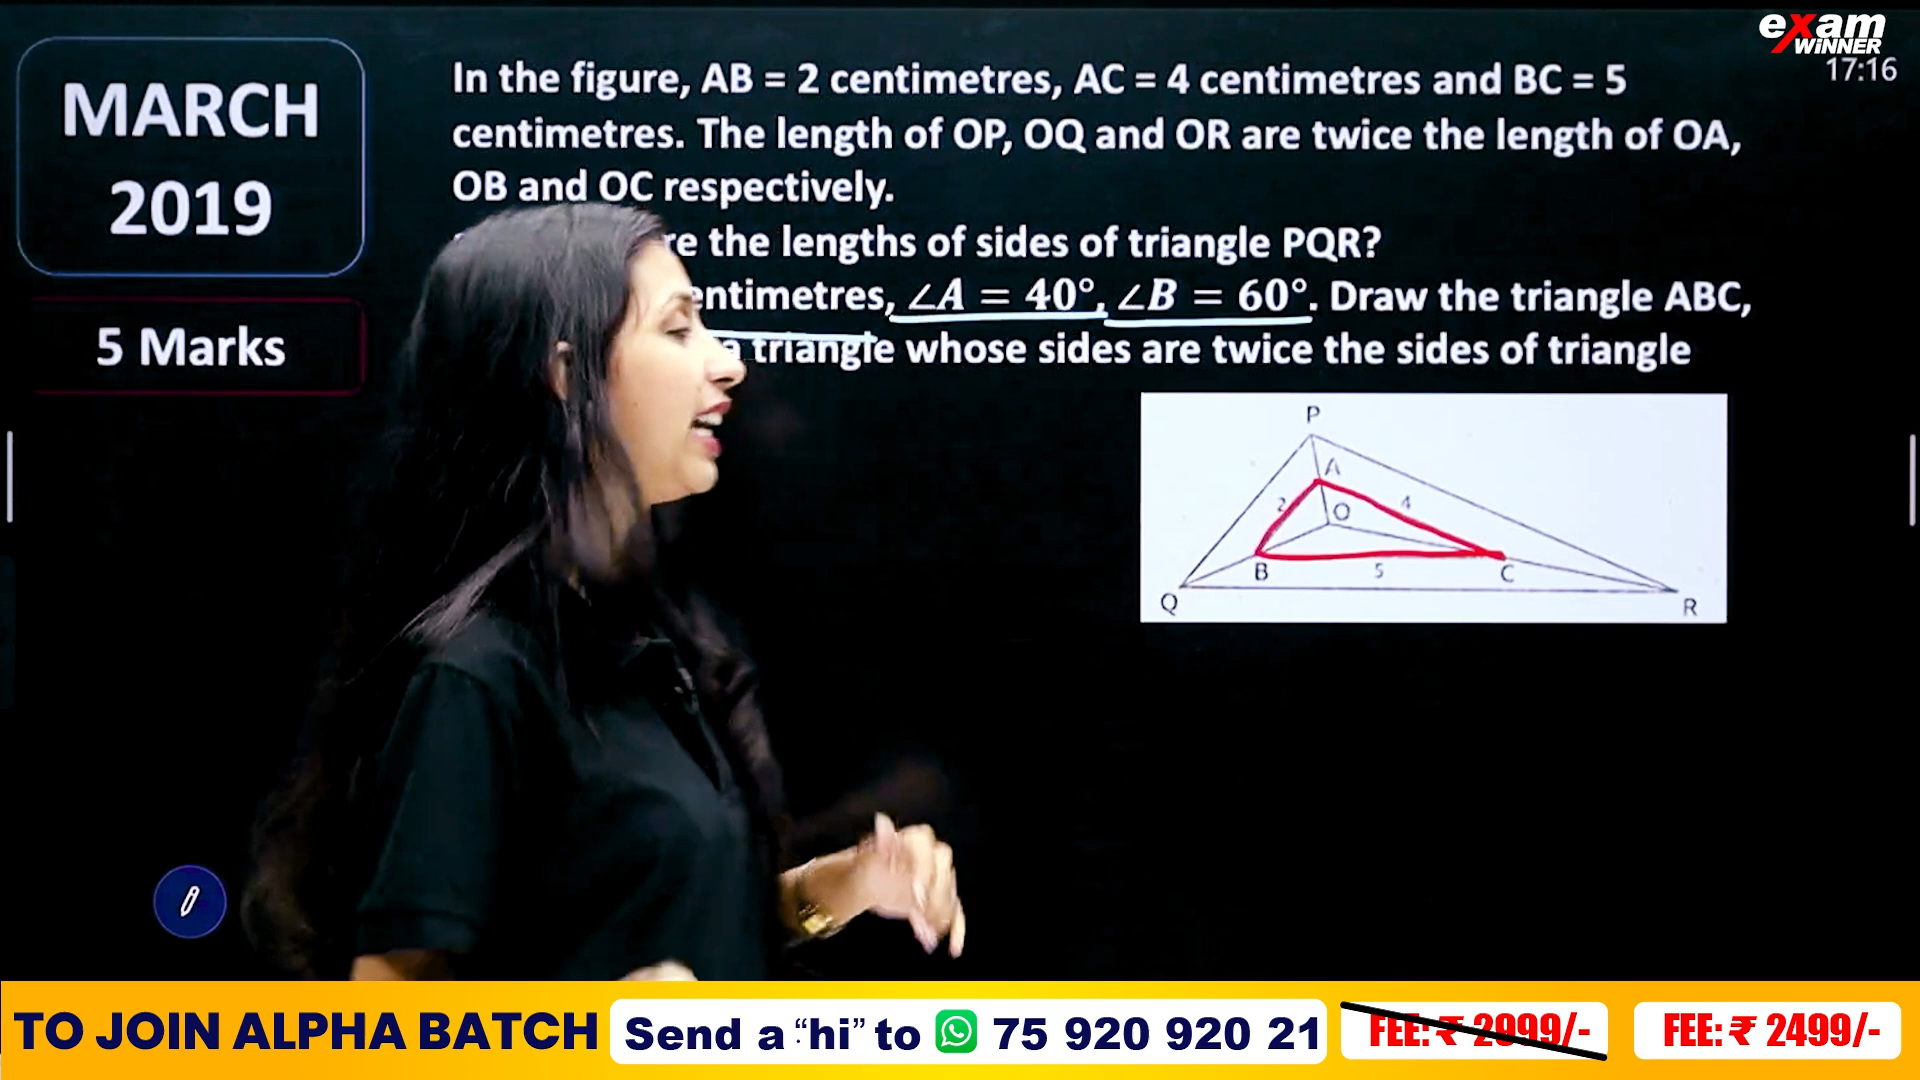 exam
WINNER
17:16
MARCH
2019
5 Marks
In the figure, AB = 2 centimetres, AC = 4 centimetres and BC = 5
centimetres. The length of OP, OQ and OR are twice the length of OA,
OB and OC respectively.
the lengths of sides of triangle PQR?
∠A = 40°, ∠B = 60°. Draw the triangle ABC,
triangle whose sides are twice the sides of triangle
P
A
2
4
O
B
5
C
Q
R
TO JOIN ALPHA BATCH
Send a “hi” to 75 920 920 21
FEE: ₹ 2999/-
FEE: ₹ 2499/-